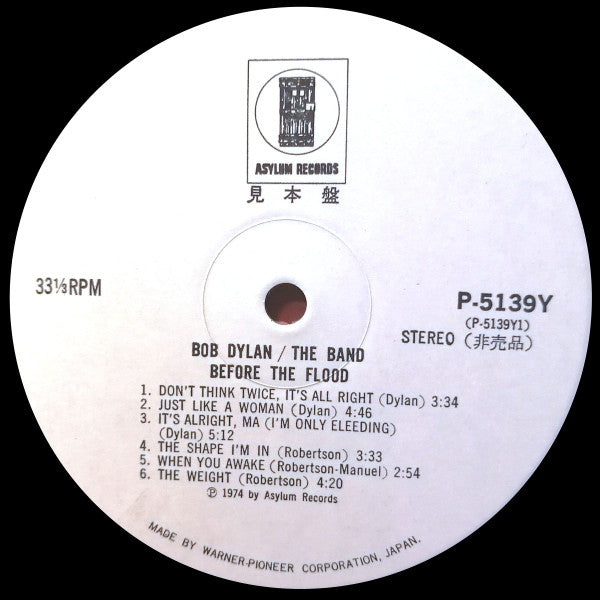 ASYLUM RECORDS
見本盤
33⅓RPM
P-5139Y
(P-5139Y1)
STEREO (非売品)
BOB DYLAN / THE BAND
BEFORE THE FLOOD
1. DON'T THINK TWICE, IT'S ALL RIGHT (Dylan) 3:34
2. JUST LIKE A WOMAN (Dylan) 4:46
3. IT'S ALRIGHT, MA (I'M ONLY ELEEDING)
(Dylan) 5:12
4. THE SHAPE I'M IN (Robertson) 3:33
5. WHEN YOU AWAKE (Robertson-Manuel) 2:54
6. THE WEIGHT (Robertson) 4:20
℗ 1974 by Asylum Records
MADE BY WARNER-PIONEER CORPORATION, JAPAN.